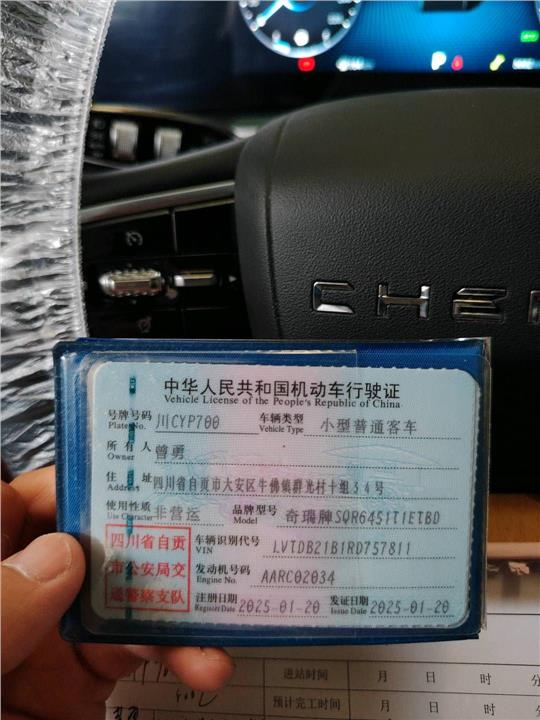 CHE
中华人民共和国机动车行驶证
Vehicle License of the People's Republic of China
号牌号码 川CYP700 车辆类型 小型普通客车
Plate No. Vehicle Type
所有人 曾勇
Owner
住址 四川省自贡市大安区牛佛镇群光村十组34号
Address
使用性质 非营运 品牌型号 奇瑞牌SQR6451T1ETBD
Use Character Model
四川省自贡
市公安局交
通警察支队
车辆识别代号 LVTDB21B1RD757811
VIN
发动机号码 AARC02034
Engine No.
注册日期 2025-01-20 发证日期 2025-01-20
Register Date Issue Date
进站时间 月 日 时 分
预计完工时间 月 日 时